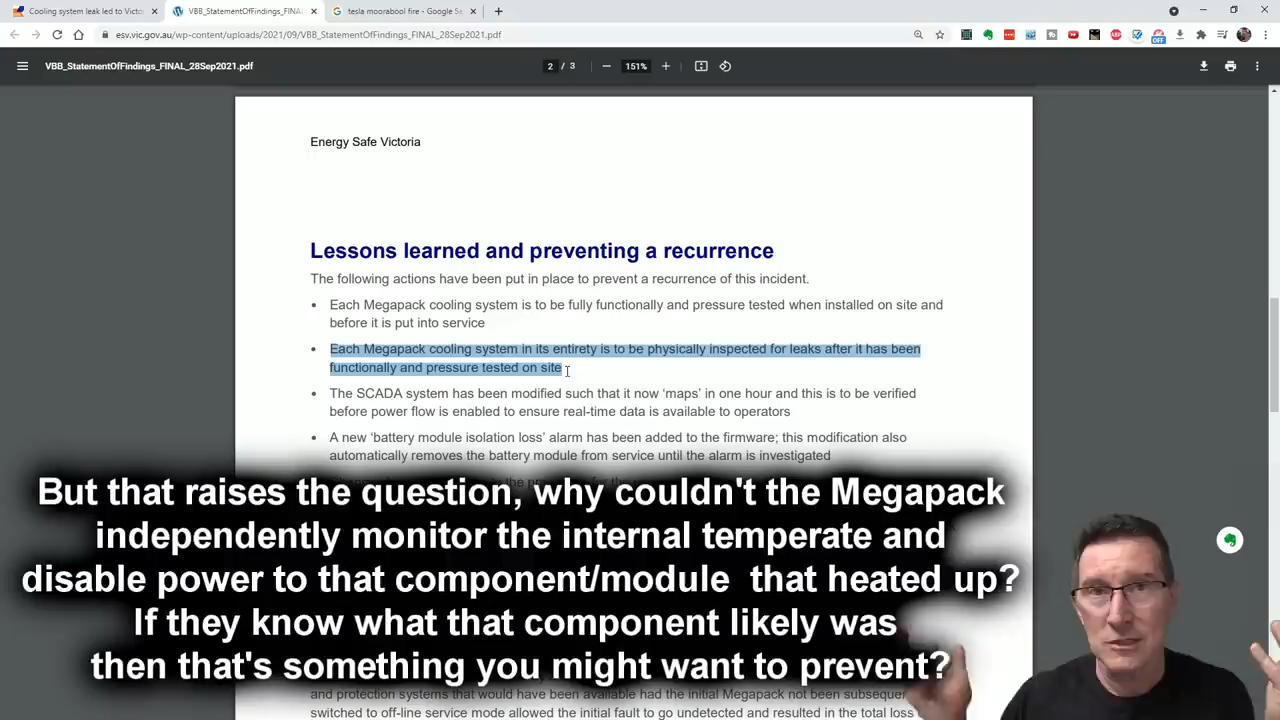 Cooling system leak led to Victo
VBB_StatementOfFindings_FINAL
tesla moorabool fire - Google Se
esv.vic.gov.au/wp-content/uploads/2021/09/VBB_StatementOfFindings_FINAL_28Sep2021.pdf
VBB_StatementOfFindings_FINAL_28Sep2021.pdf
2 / 3
151%
Energy Safe Victoria
Lessons learned and preventing a recurrence
The following actions have been put in place to prevent a recurrence of this incident.
• Each Megapack cooling system is to be fully functionally and pressure tested when installed on site and
before it is put into service
• Each Megapack cooling system in its entirety is to be physically inspected for leaks after it has been
functionally and pressure tested on site
• The SCADA system has been modified such that it now ‘maps’ in one hour and this is to be verified
before power flow is enabled to ensure real-time data is available to operators
• A new ‘battery module isolation loss’ alarm has been added to the firmware; this modification also
automatically removes the battery module from service until the alarm is investigated
But that raises the question, why couldn't the Megapack
independently monitor the internal temperate and
disable power to that component/module that heated up?
If they know what that component likely was
then that's something you might want to prevent?
and protection systems that would have been available had the initial Megapack not been
switched to off-line service mode allowed the initial fault to go undetected and resulted in the total loss